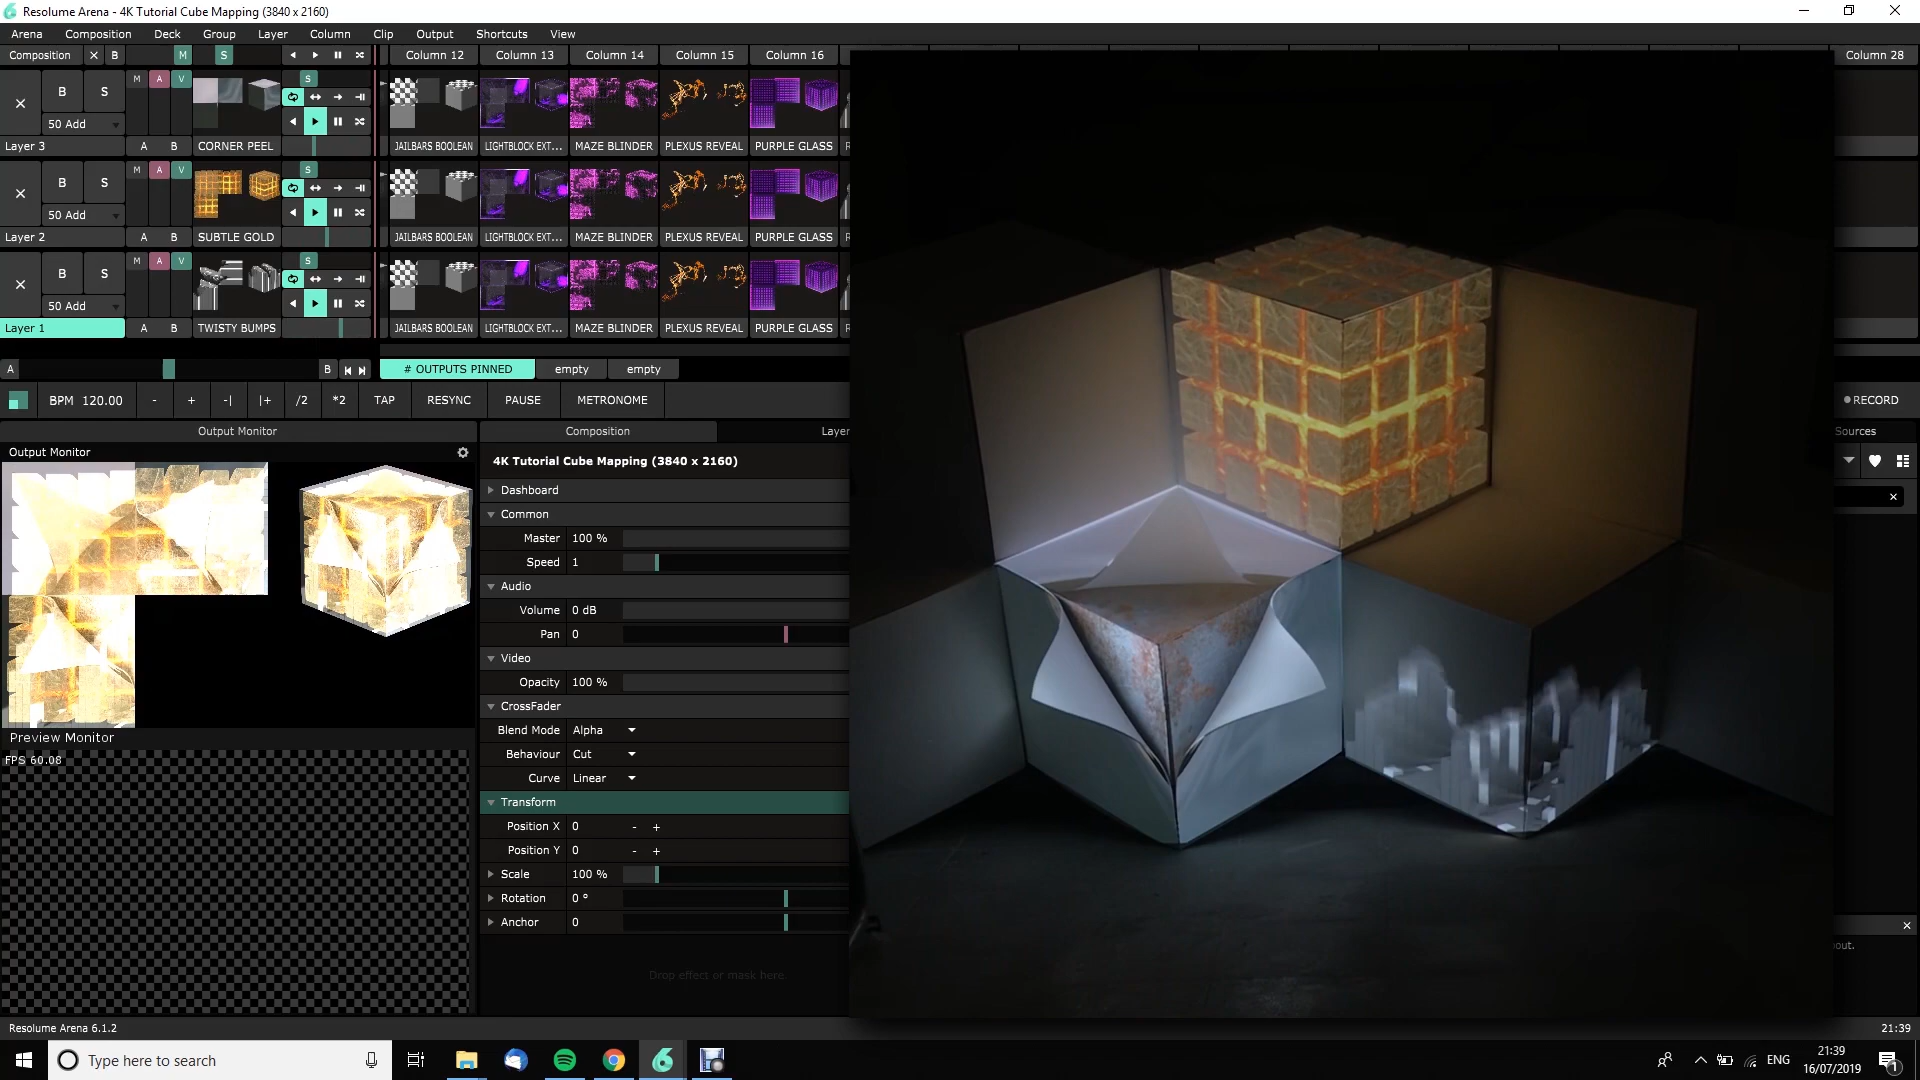 Resolume Arena - 4K Tutorial Cube Mapping (3840 x 2160)
Arena Composition Deck Group Layer Column Clip Output Shortcuts View
Composition B M S Column 12 Column 13 Column 14 Column 15 Column 16 Column 28
B S M A V S
50 Add
Layer 3 A B CORNER PEEL JAILBARS BOOLEAN LIGHTBLOCK EXT... MAZE BLINDER PLEXUS REVEAL PURPLE GLASS
B S M A V S
50 Add
Layer 2 A B SUBTLE GOLD JAILBARS BOOLEAN LIGHTBLOCK EXT... MAZE BLINDER PLEXUS REVEAL PURPLE GLASS
B S M A V S
50 Add
Layer 1 A B TWISTY BUMPS JAILBARS BOOLEAN LIGHTBLOCK EXT... MAZE BLINDER PLEXUS REVEAL PURPLE GLASS
A B # OUTPUTS PINNED empty empty
BPM 120.00 - + -| |+ /2 *2 TAP RESYNC PAUSE METRONOME RECORD
Output Monitor Composition Layer Sources
Output Monitor
4K Tutorial Cube Mapping (3840 x 2160)
Dashboard
Common
Master 100 %
Speed 1
Audio
Volume 0 dB
Pan 0
Video
Opacity 100 %
CrossFader
Blend Mode Alpha
Preview Monitor
Behaviour Cut
FPS 60.08
Curve Linear
Transform
Position X 0 - +
Position Y 0 - +
Scale 100 %
Rotation 0 °
Anchor 0
out.
Drop effect or mask here
Resolume Arena 6.1.2 21:39
Type here to search
ENG
21:39
16/07/2019
1